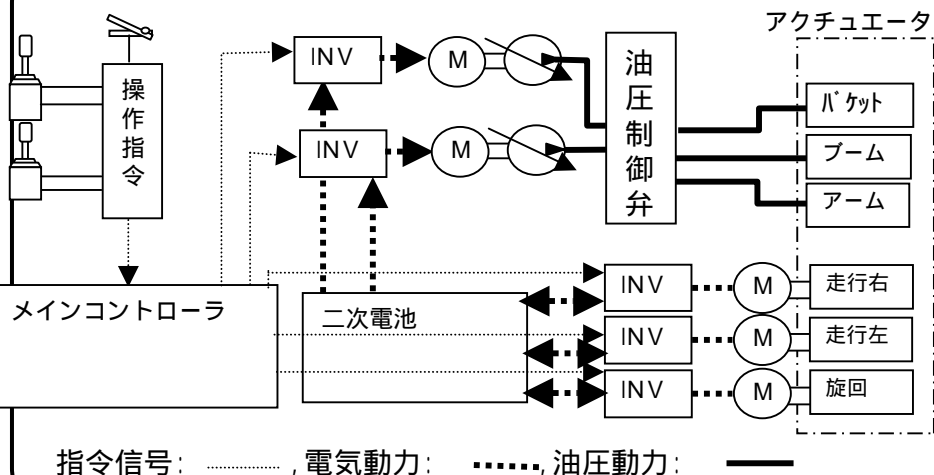 アクチュエータ
操作指令
INV
M
油圧制御弁
バケット
INV
M
ブーム
アーム
メインコントローラ
二次電池
INV
M
走行右
INV
M
走行左
INV
M
旋回
指令信号: , 電気動力: , 油圧動力: